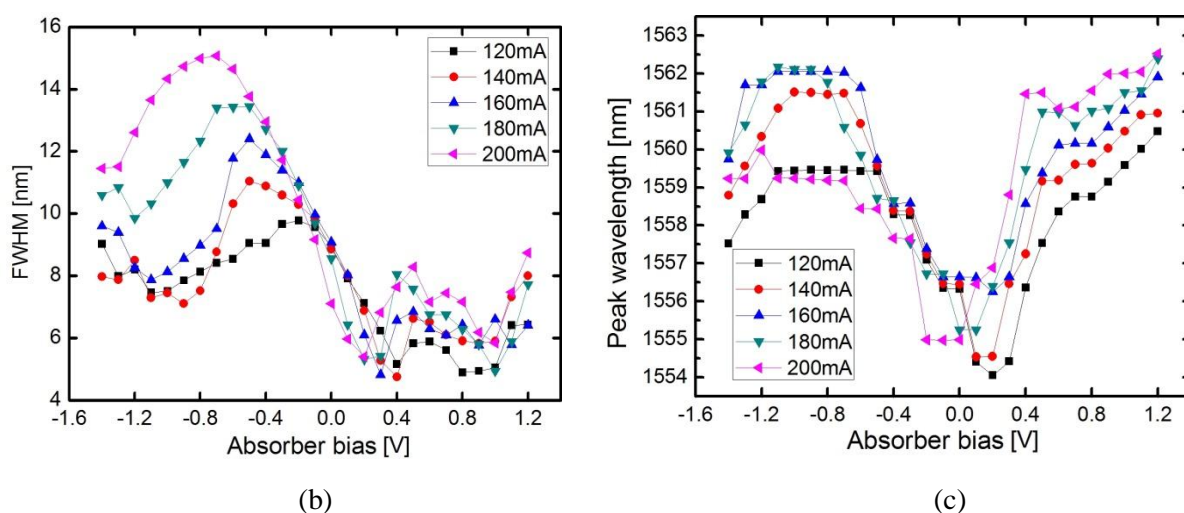 16
14
12
10
8
6
4
FWHM [nm]
120mA
140mA
160mA
180mA
200mA
-1.6 -1.2 -0.8 -0.4 0.0 0.4 0.8 1.2
Absorber bias [V]
(b)
1563
1562
1561
1560
1559
1558
1557
1556
1555
1554
Peak wavelength [nm]
120mA
140mA
160mA
180mA
200mA
-1.6 -1.2 -0.8 -0.4 0.0 0.4 0.8 1.2
Absorber bias [V]
(c)